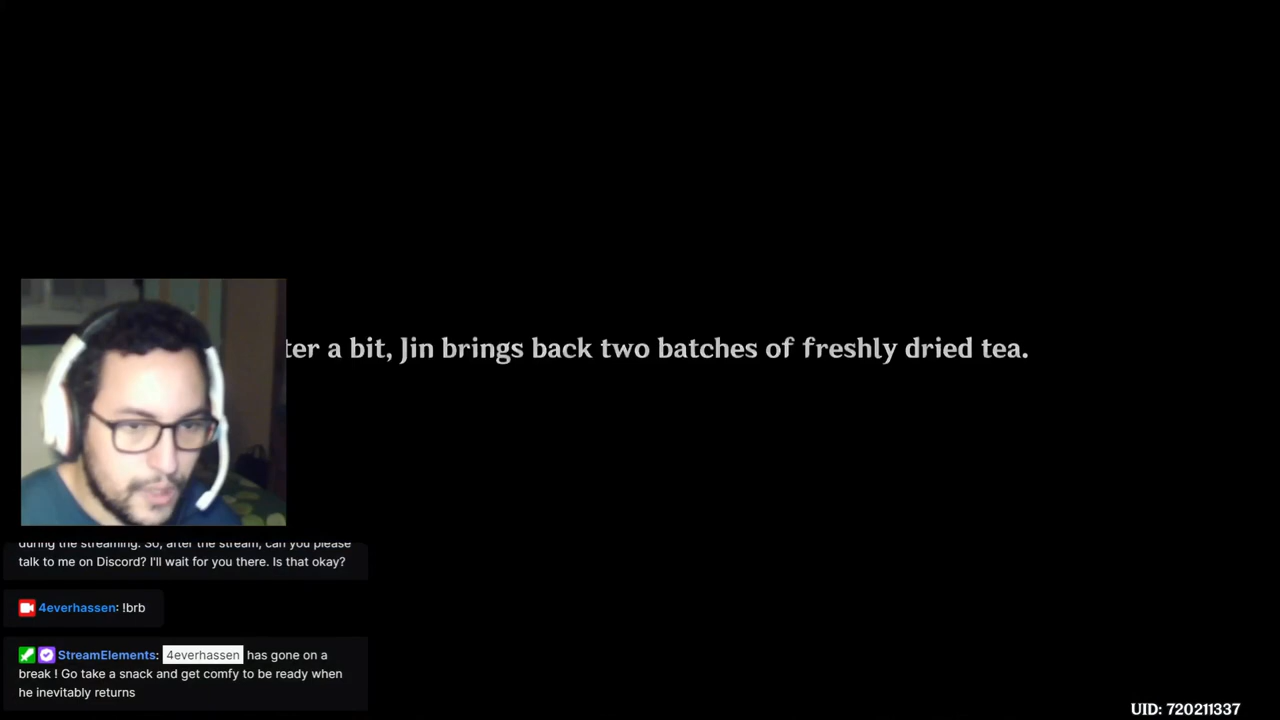 ter a bit, Jin brings back two batches of freshly dried tea.
during the streaming. So, after the stream, can you please
talk to me on Discord? I'll wait for you there. Is that okay?
4everhassen: !brb
StreamElements: 4everhassen has gone on a
break ! Go take a snack and get comfy to be ready when
he inevitably returns
UID: 720211337